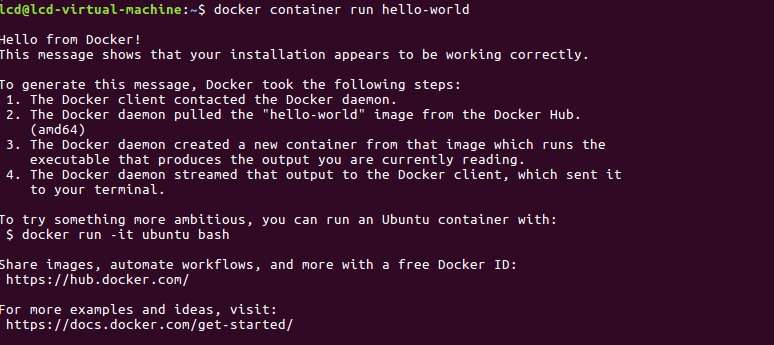 lcd@lcd-virtual-machine:~$ docker container run hello-world
Hello from Docker!
This message shows that your installation appears to be working correctly.
To generate this message, Docker took the following steps:
1. The Docker client contacted the Docker daemon.
2. The Docker daemon pulled the "hello-world" image from the Docker Hub.
(amd64)
3. The Docker daemon created a new container from that image which runs the
executable that produces the output you are currently reading.
4. The Docker daemon streamed that output to the Docker client, which sent it
to your terminal.
To try something more ambitious, you can run an Ubuntu container with:
$ docker run -it ubuntu bash
Share images, automate workflows, and more with a free Docker ID:
https://hub.docker.com/
For more examples and ideas, visit:
https://docs.docker.com/get-started/